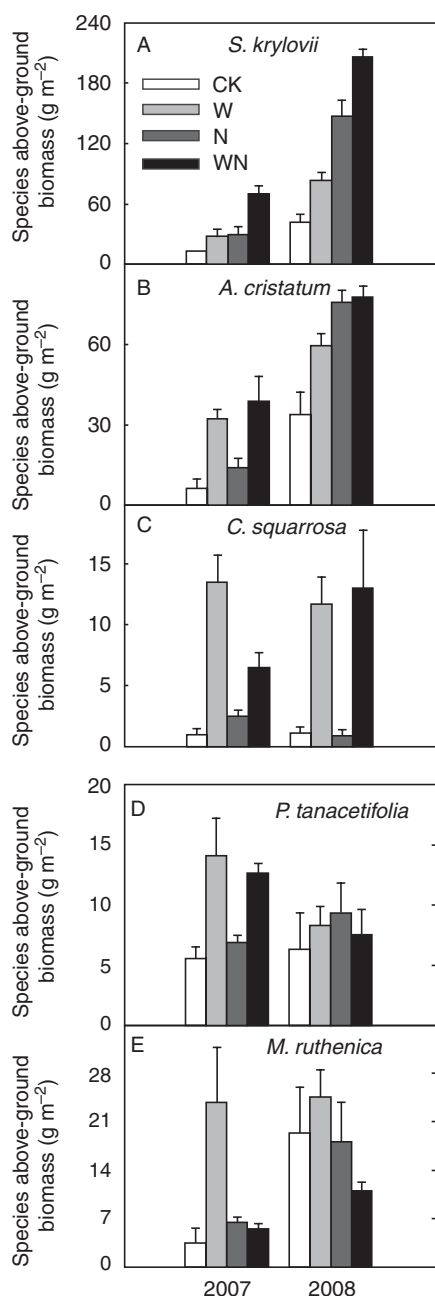 Species above-ground
biomass (g m−2)
240
180
120
60
0
A
S. krylovii
CK
W
N
WN
Species above-ground
biomass (g m−2)
60
30
0
B
A. cristatum
Species above-ground
biomass (g m−2)
15
10
5
0
C
C. squarrosa
Species above-ground
biomass (g m−2)
20
15
10
5
0
D
P. tanacetifolia
Species above-ground
biomass (g m−2)
28
21
14
7
0
E
M. ruthenica
2007 2008